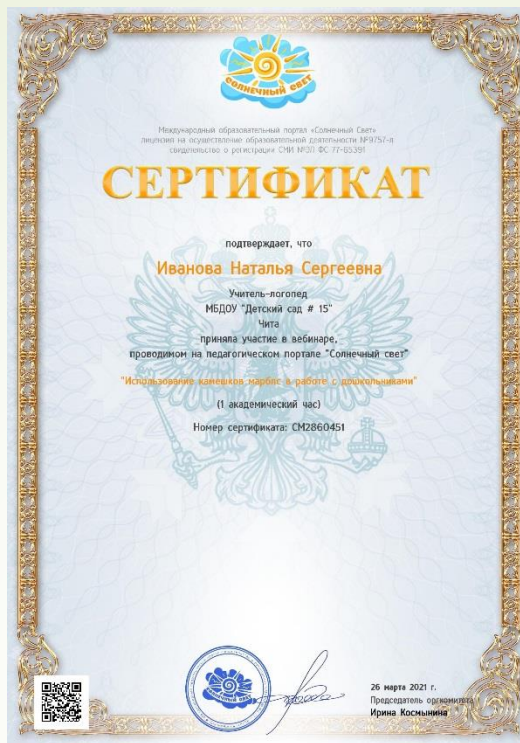 СОЛНЕЧНЫЙ СВЕТ
Международный образовательный портал «Солнечный Свет»
лицензия на осуществление образовательной деятельности №9757-л
свидетельство о регистрации СМИ №ЭЛ ФС 77-65391
СЕРТИФИКАТ
подтверждает, что
Иванова Наталья Сергеевна
Учитель-логопед
МБДОУ "Детский сад # 15"
Чита
приняла участие в вебинаре,
проводимом на педагогическом портале "Солнечный свет"
"Использование камешков марблс в работе с дошкольниками"
(1 академический час)
Номер сертификата: СМ2860451
СОЛНЕЧНЫЙ СВЕТ
26 марта 2021 г.
Председатель оргкомитета
Ирина Космынина